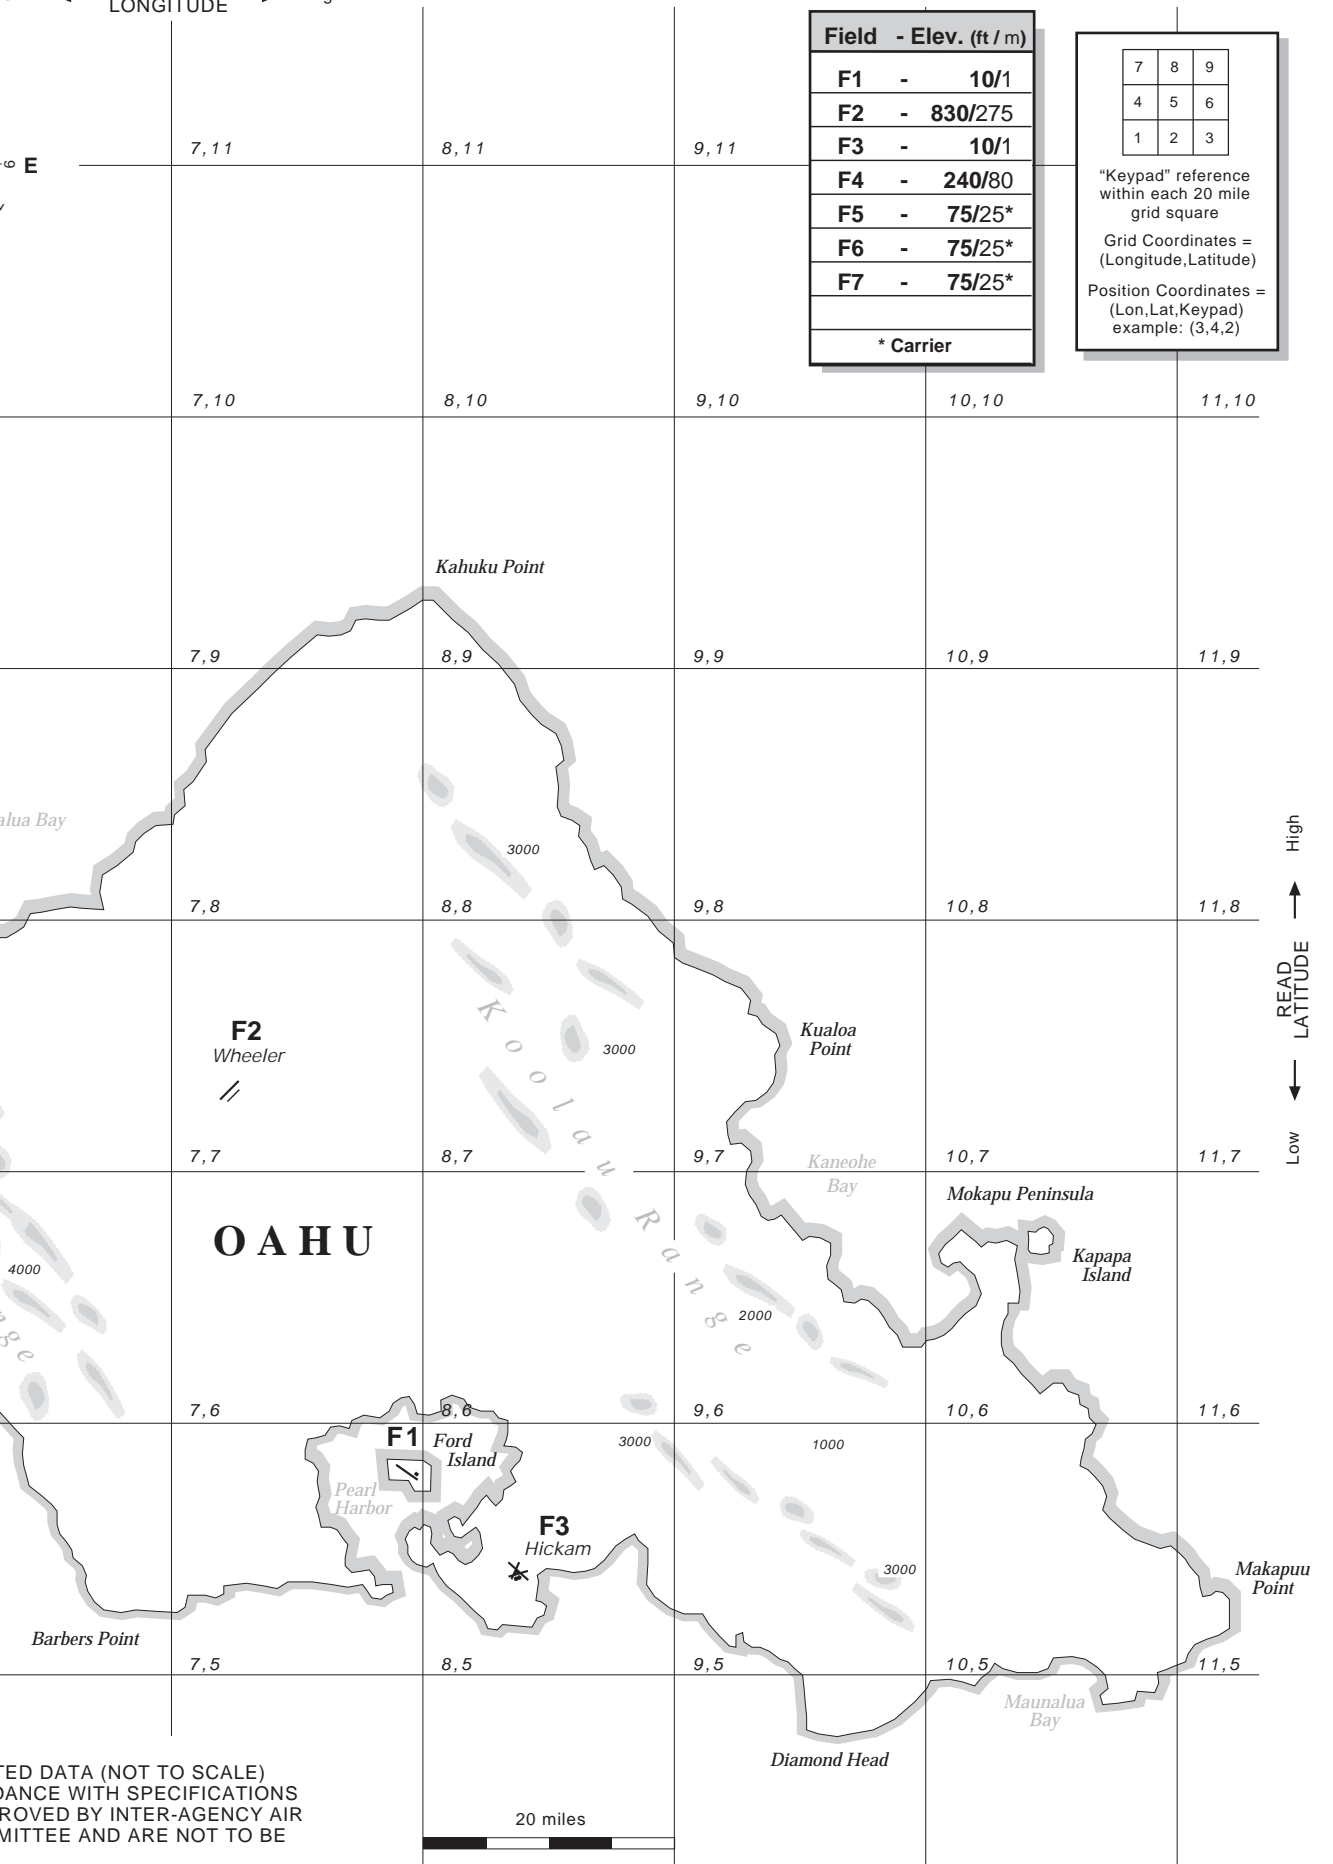 LONGITUDE
E
Field - Elev. (ft / m)
F1 - 10/1
F2 - 830/275
F3 - 10/1
F4 - 240/80
F5 - 75/25*
F6 - 75/25*
F7 - 75/25*
* Carrier
7 8 9
4 5 6
1 2 3
“Keypad” reference
within each 20 mile
grid square
Grid Coordinates =
(Longitude,Latitude)
Position Coordinates =
(Lon,Lat,Keypad)
example: (3,4,2)
7,11 8,11 9,11
7,10 8,10 9,10 10,10 11,10
Kahuku Point
7,9 8,9 9,9 10,9 11,9
alua Bay
3000
High
7,8 8,8 9,8 10,8 11,8
READ
LATITUDE
Low
F2
Wheeler
Koolau Range
3000
Kualoa
Point
7,7 8,7 9,7 10,7 11,7
Kaneohe
Bay
Mokapu Peninsula
OAHU
Kapapa
Island
4000
nge
2000
7,6 8,6 9,6 10,6 11,6
F1
Ford
Island
3000
1000
Pearl
Harbor
F3
Hickam
3000
Makapuu
Point
Barbers Point
7,5 8,5 9,5 10,5 11,5
Maunalua
Bay
Diamond Head
TED DATA (NOT TO SCALE)
DANCE WITH SPECIFICATIONS
ROVED BY INTER-AGENCY AIR
MITTEE AND ARE NOT TO BE
20 miles